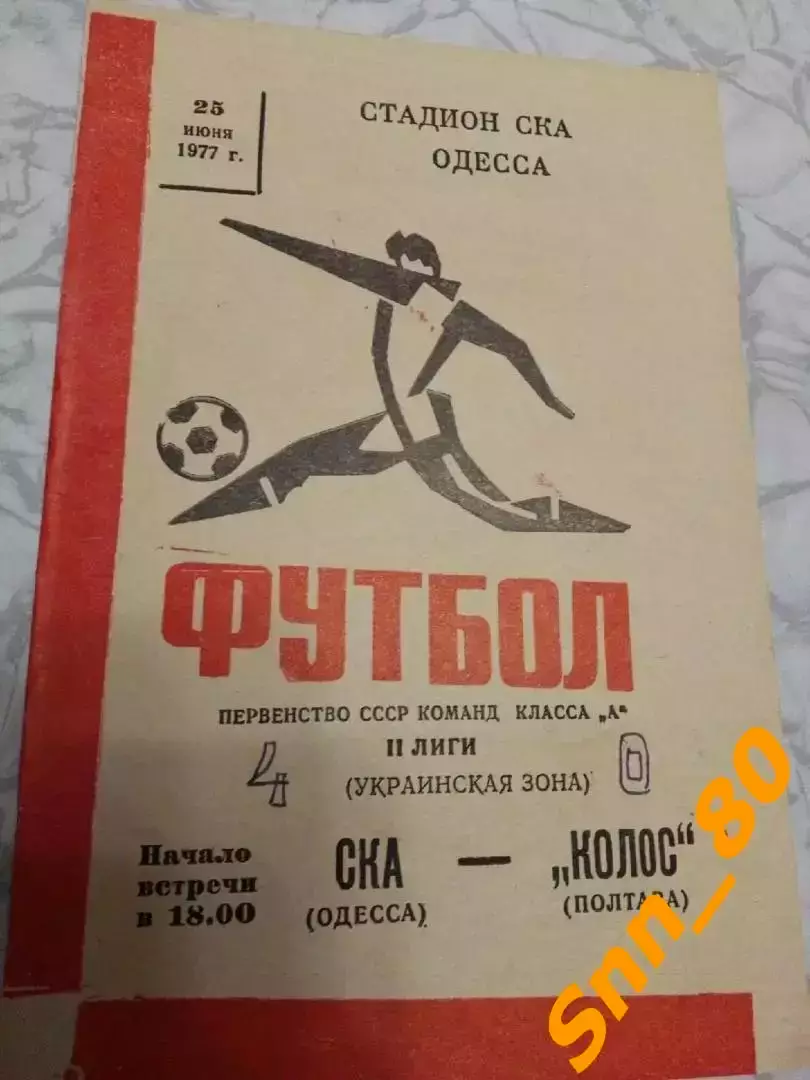 25
июня
1977 г.
СТАДИОН СКА
ОДЕССА
ФУТБОЛ
ПЕРВЕНСТВО СССР КОМАНД КЛАССА „А“
II ЛИГИ
4 (УКРАИНСКАЯ ЗОНА) 0
Начало
встречи
в 18.00
СКА — „КОЛОС“
(ОДЕССА) (ПОЛТАВА)
Snn_80